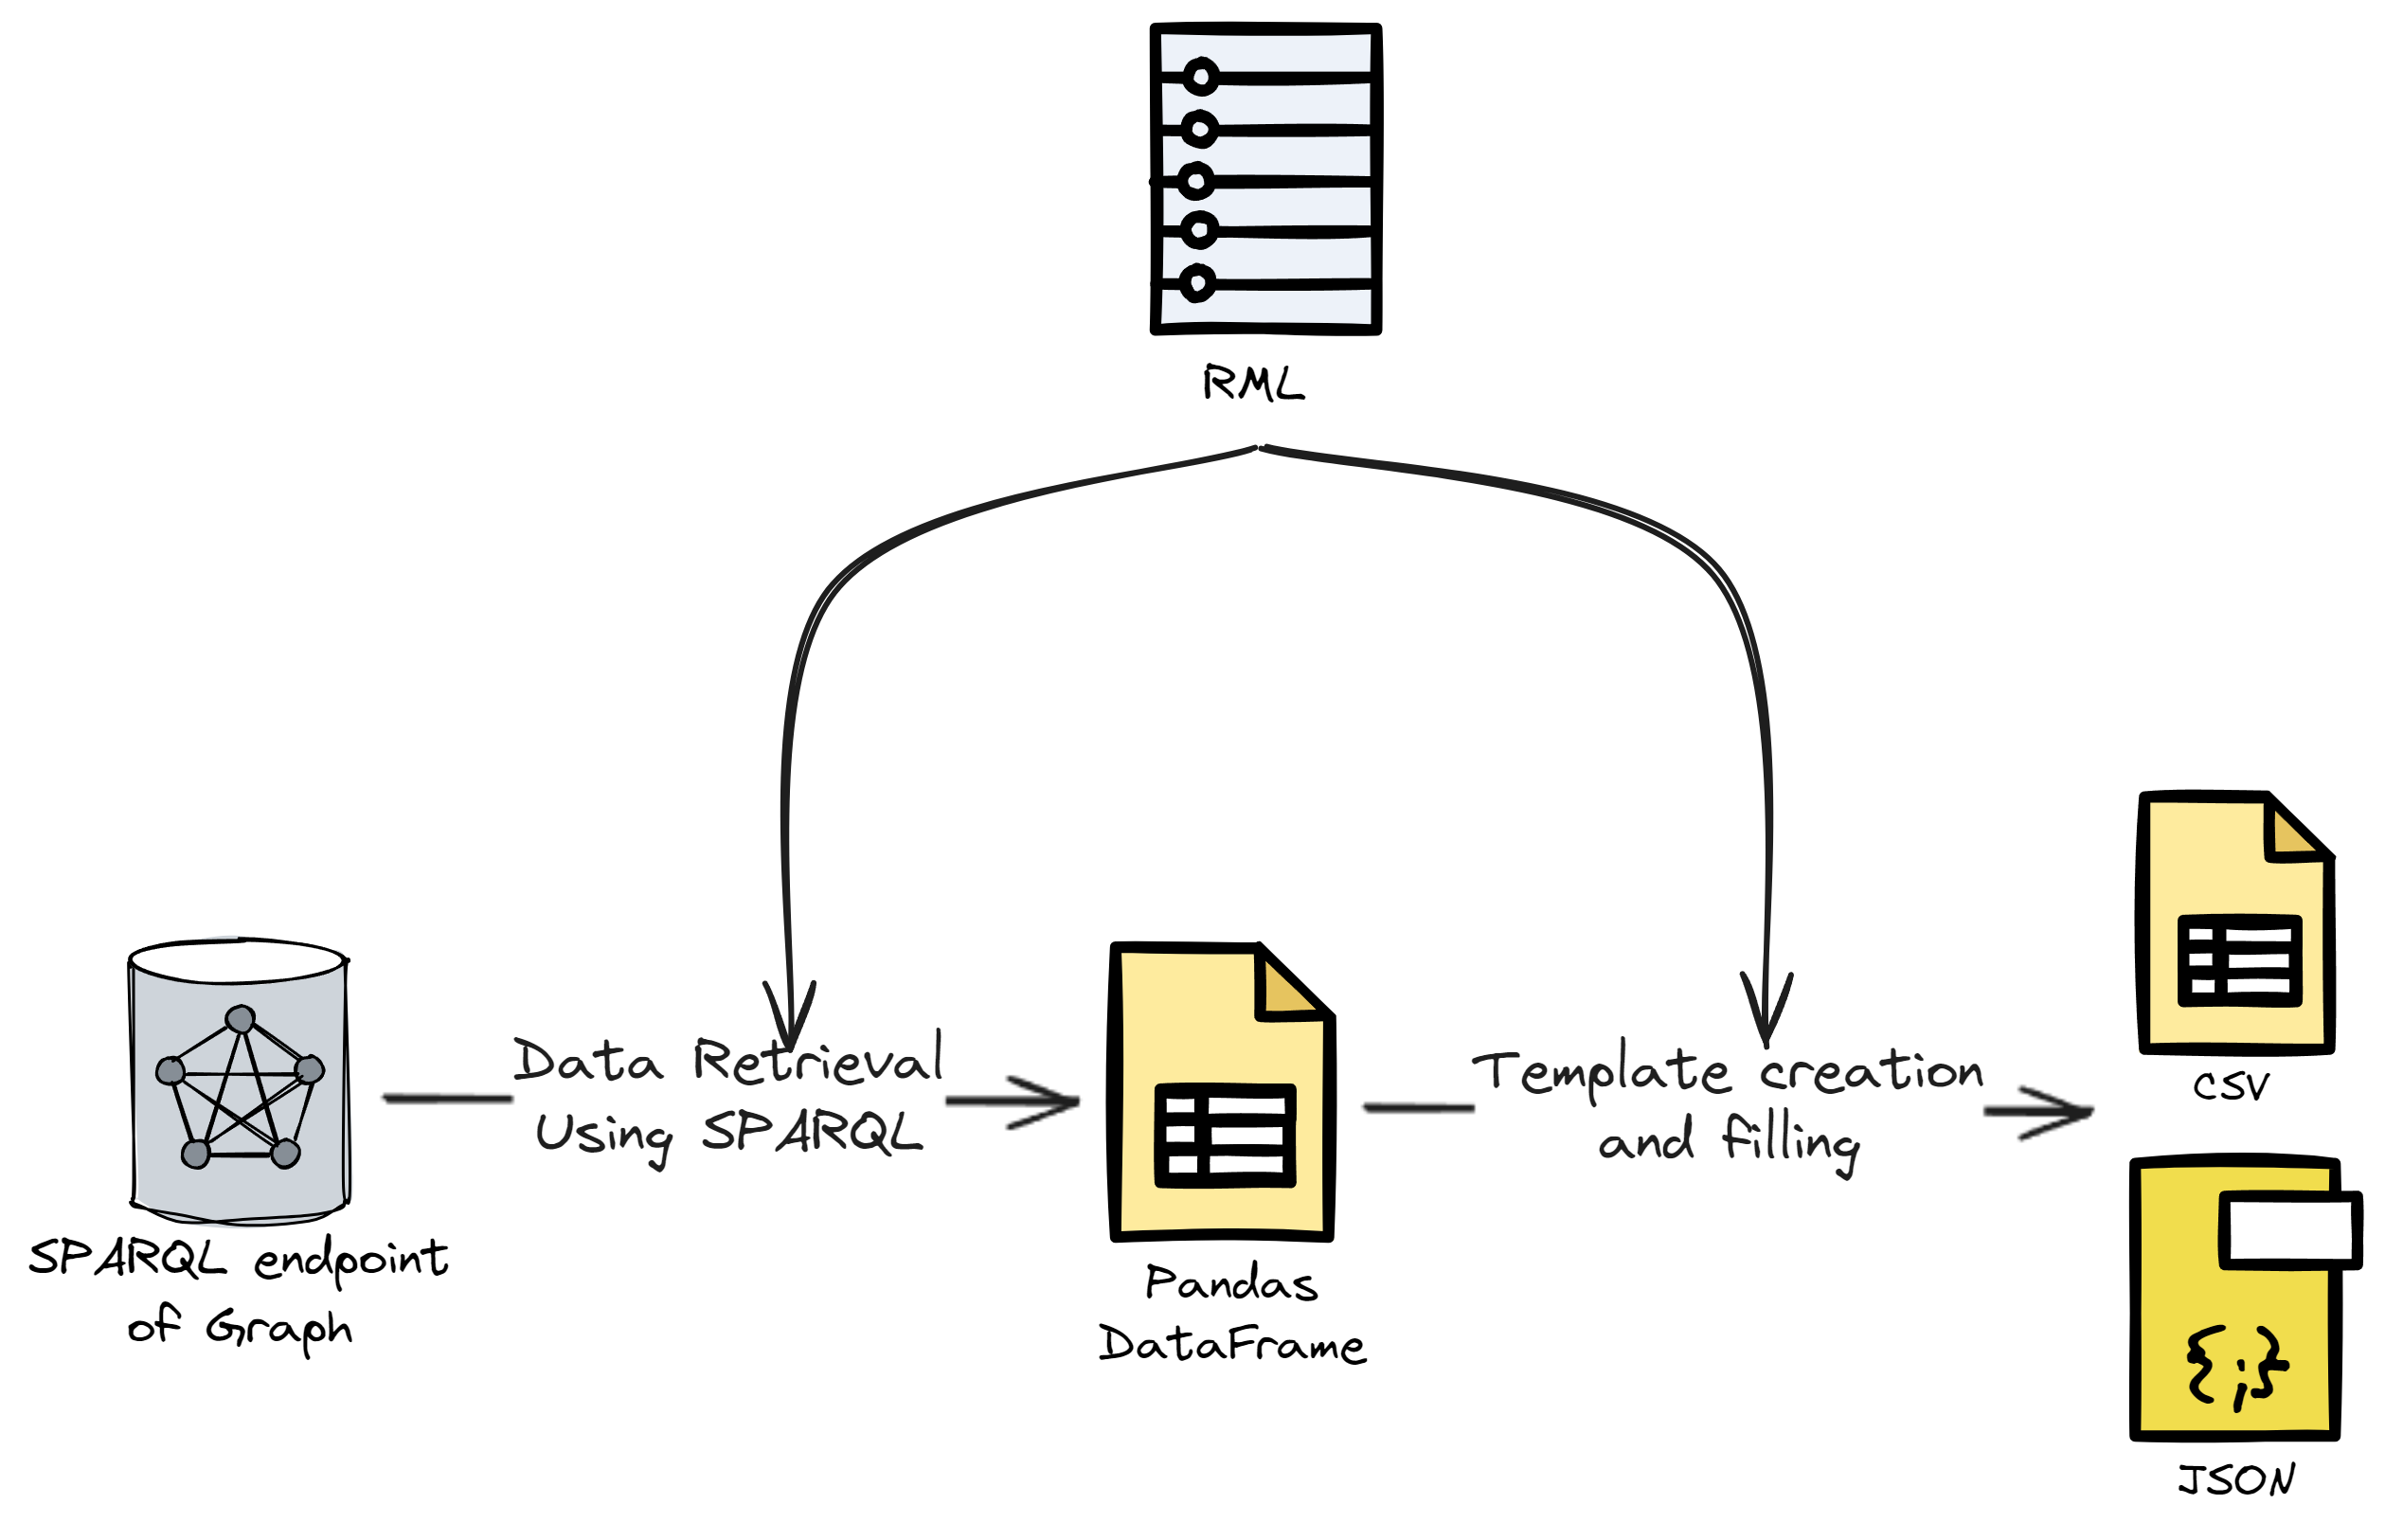 RML
SPARQL endpoint
of Graph
Data Retrieval
Using SPARQL
Pandas
DataFrame
Template creation
and filling
CSV
{;}
JSON